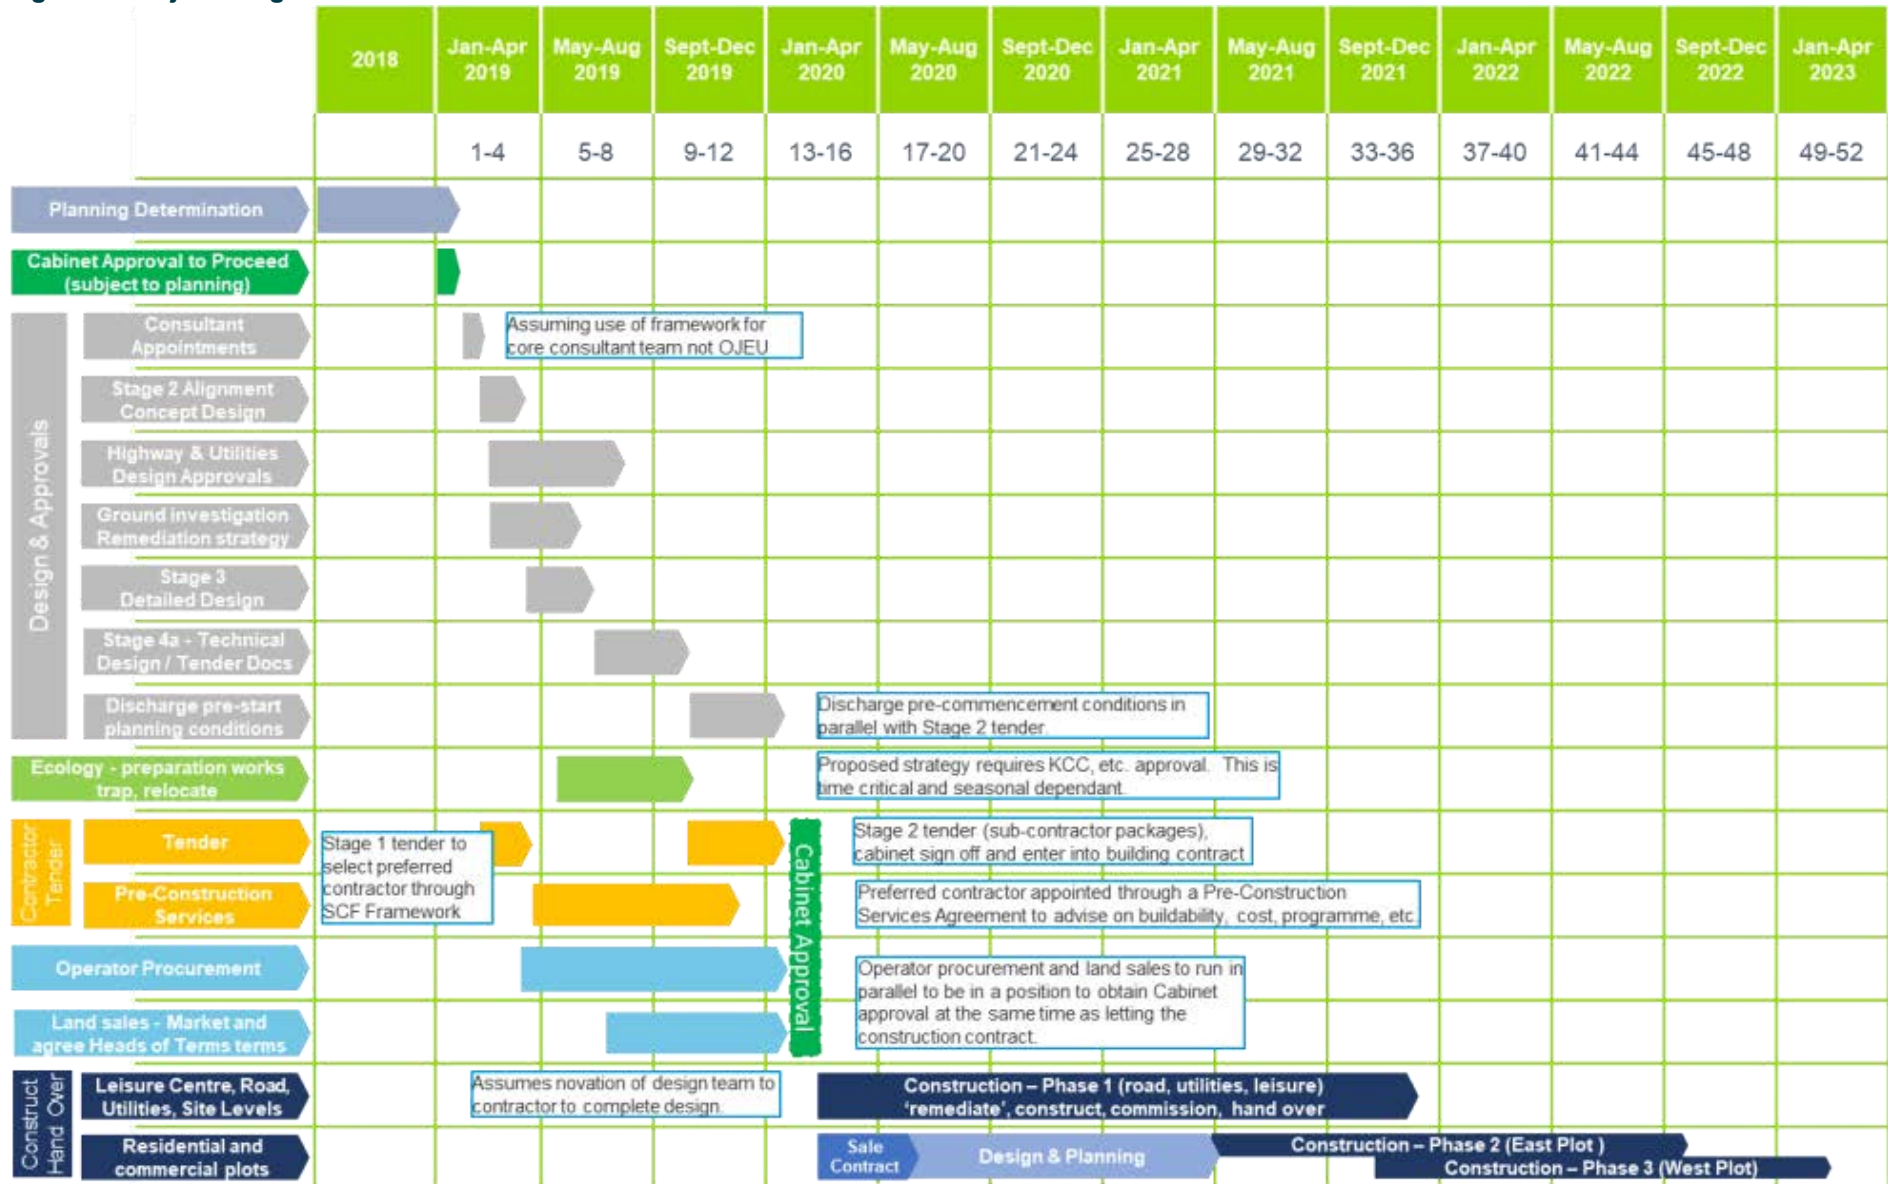 2018
Jan-Apr 2019
May-Aug 2019
Sept-Dec 2019
Jan-Apr 2020
May-Aug 2020
Sept-Dec 2020
Jan-Apr 2021
May-Aug 2021
Sept-Dec 2021
Jan-Apr 2022
May-Aug 2022
Sept-Dec 2022
Jan-Apr 2023
1-4
5-8
9-12
13-16
17-20
21-24
25-28
29-32
33-36
37-40
41-44
45-48
49-52
Planning Determination
Cabinet Approval to Proceed
(subject to planning)
Design & Approvals
Consultant
Appointments
Assuming use of framework for
core consultant team not OJEU
Stage 2 Alignment
Concept Design
Highway & Utilities
Design Approvals
Ground investigation
Remediation strategy
Stage 3
Detailed Design
Stage 4a - Technical
Design / Tender Docs
Discharge pre-start
planning conditions
Discharge pre-commencement conditions in
parallel with Stage 2 tender.
Ecology - preparation works
trap, relocate
Proposed strategy requires KCC, etc. approval. This is
time critical and seasonal dependant.
Contractor
Tender
Tender
Stage 1 tender to
select preferred
contractor through
SCF Framework
Cabinet Approval
Stage 2 tender (sub-contractor packages),
cabinet sign off and enter into building contract
Pre-Construction
Services
Preferred contractor appointed through a Pre-Construction
Services Agreement to advise on buildability, cost, programme, etc
Operator Procurement
Operator procurement and land sales to run in
parallel to be in a position to obtain Cabinet
approval at the same time as letting the
construction contract.
Land sales - Market and
agree Heads of Terms terms
Construct
Hand Over
Leisure Centre, Road,
Utilities, Site Levels
Assumes novation of design team to
contractor to complete design.
Construction – Phase 1 (road, utilities, leisure)
‘remediate’, construct, commission, hand over
Residential and
commercial plots
Sale
Contract
Design & Planning
Construction – Phase 2 (East Plot )
Construction – Phase 3 (West Plot)